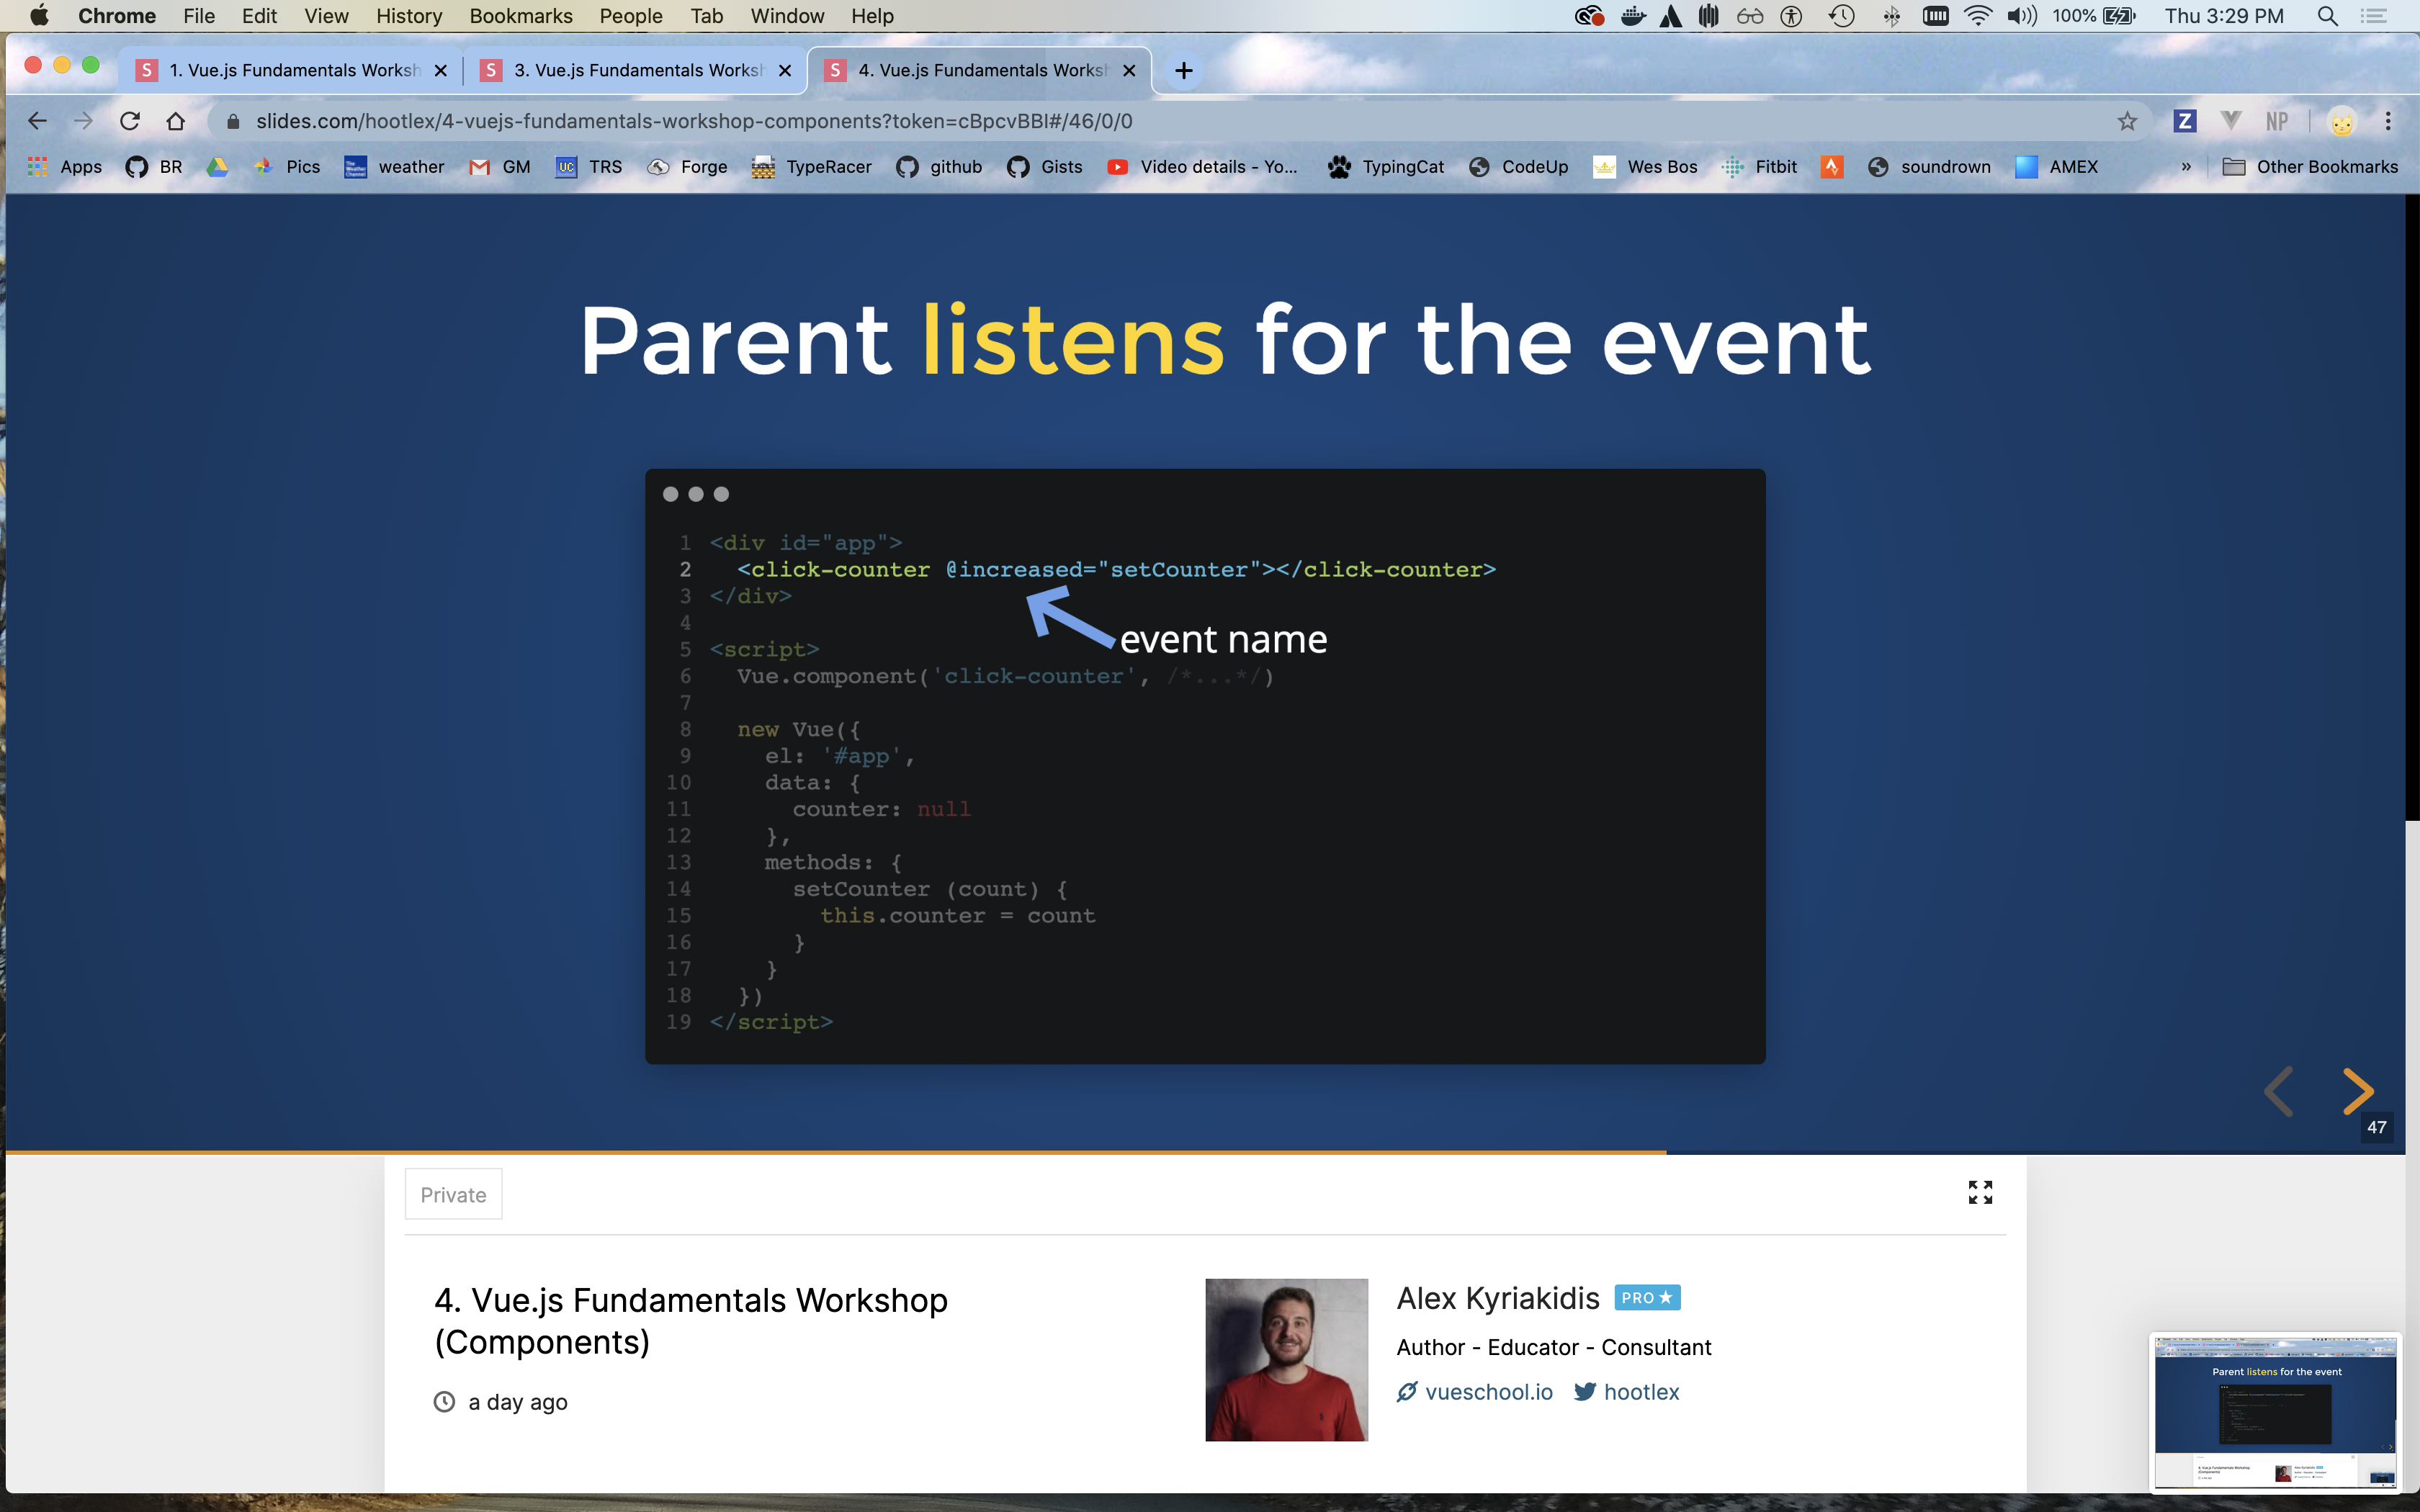 Chrome File Edit View History Bookmarks People Tab Window Help 100% Thu 3:29 PM
S 1. Vue.js Fundamentals Worksh S 3. Vue.js Fundamentals Worksh S 4. Vue.js Fundamentals Worksh
slides.com/hootlex/4-vuejs-fundamentals-workshop-components?token=cBpcvBBI#/46/0/0 Z NP
Apps BR Pics weather GM UC TRS Forge TypeRacer github Gists Video details - Yo... TypingCat CodeUp Wes Bos Fitbit soundrown AMEX » Other Bookmarks
Parent listens for the event
1 <div id="app">
2 <click-counter @increased="setCounter"></click-counter>
3 </div>
4
event name
5 <script>
6 Vue.component('click-counter', /*...*/)
7
8 new Vue({
9 el: '#app',
10 data: {
11 counter: null
12 },
13 methods: {
14 setCounter (count) {
15 this.counter = count
16 }
17 }
18 })
19 </script>
47
Private
4. Vue.js Fundamentals Workshop
(Components)
a day ago
Alex Kyriakidis PRO
Author - Educator - Consultant
vueschool.io hootlex
Parent listens for the event